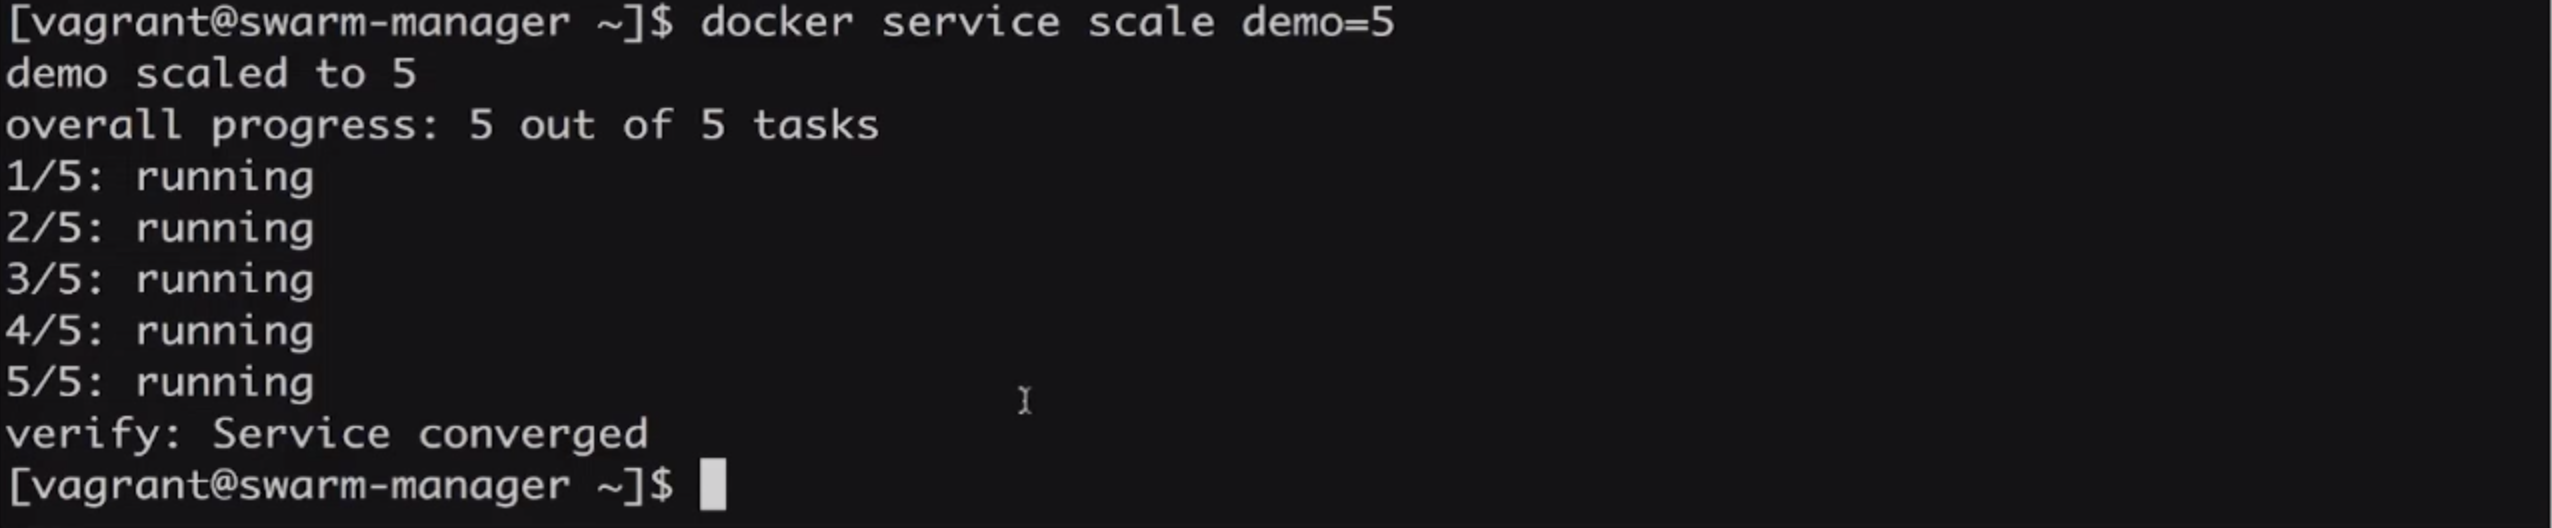 [vagrant@swarm-manager ~]$ docker service scale demo=5
demo scaled to 5
overall progress: 5 out of 5 tasks
1/5: running
2/5: running
3/5: running
4/5: running
5/5: running
verify: Service converged
[vagrant@swarm-manager ~]$